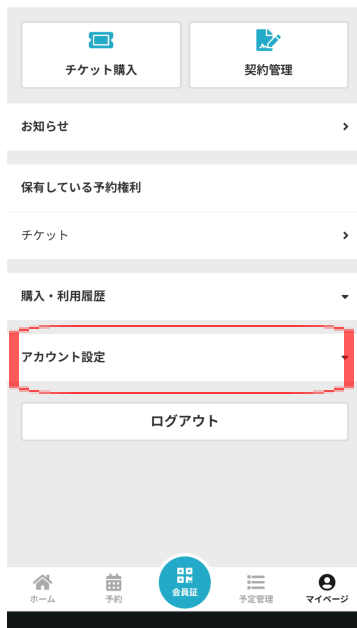 チケット購入
契約管理
お知らせ
保有している予約権利
チケット
購入・利用履歴
アカウント設定
ログアウト
ホーム
予約
会員証
予定管理
マイページ